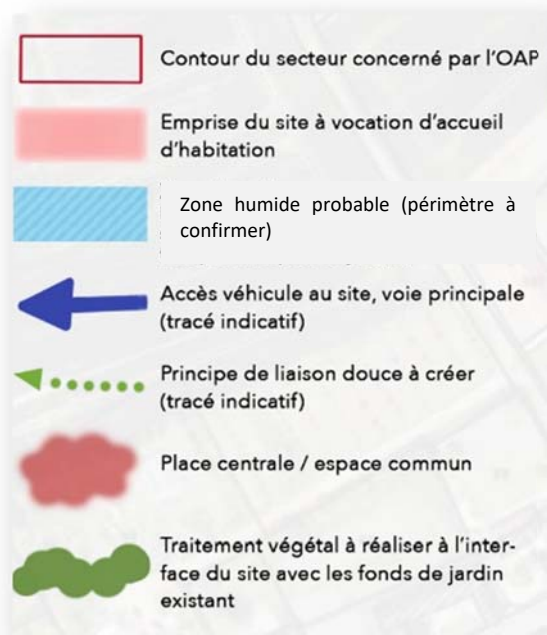 Contour du secteur concerné par l'OAP
Emprise du site à vocation d'accueil
d'habitation
Zone humide probable (périmètre à
confirmer)
Accès véhicule au site, voie principale
(tracé indicatif)
Principe de liaison douce à créer
(tracé indicatif)
Place centrale / espace commun
Traitement végétal à réaliser à l'inter-
face du site avec les fonds de jardin
existant